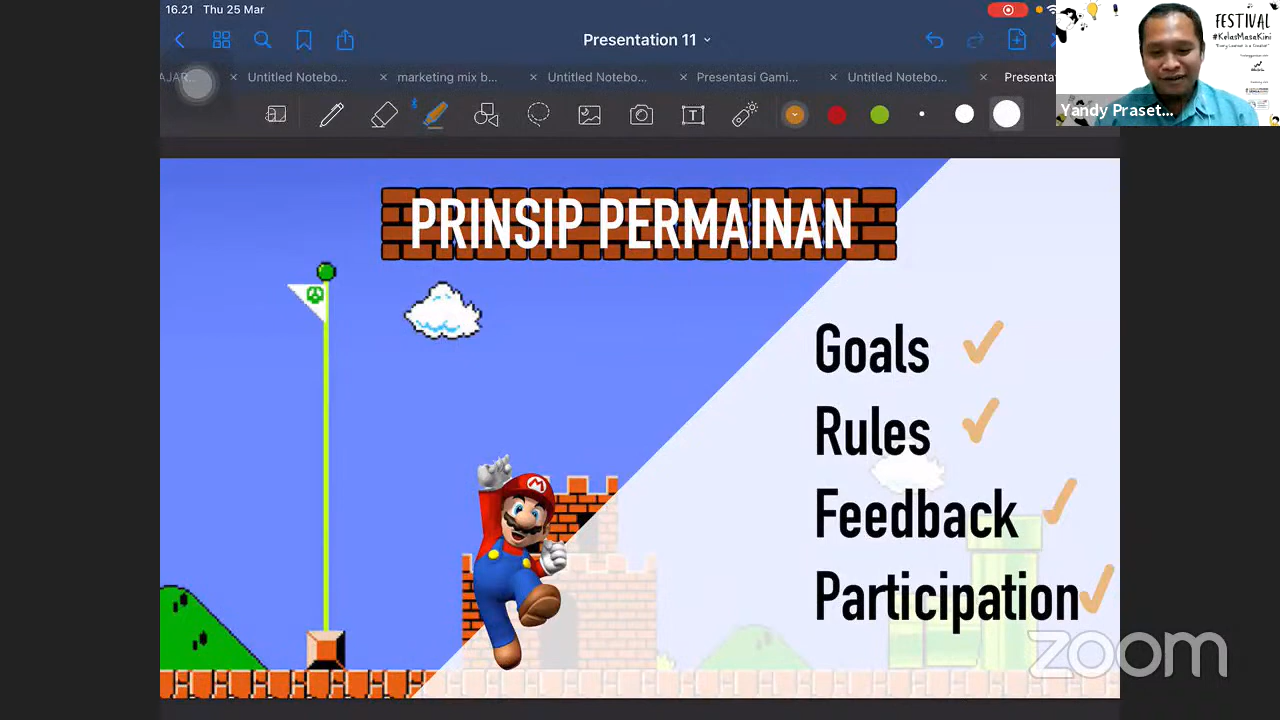 16.21 Thu 25 Mar
Presentation 11
AJAR...
Untitled Notebo...
marketing mix b...
Untitled Notebo...
Presentasi Gami...
Untitled Notebo...
Presenta
FESTIVAL
#KelasMasaKini
Yandy Praset...
PRINSIP PERMAINAN
Goals
Rules
Feedback
Participation
zoom